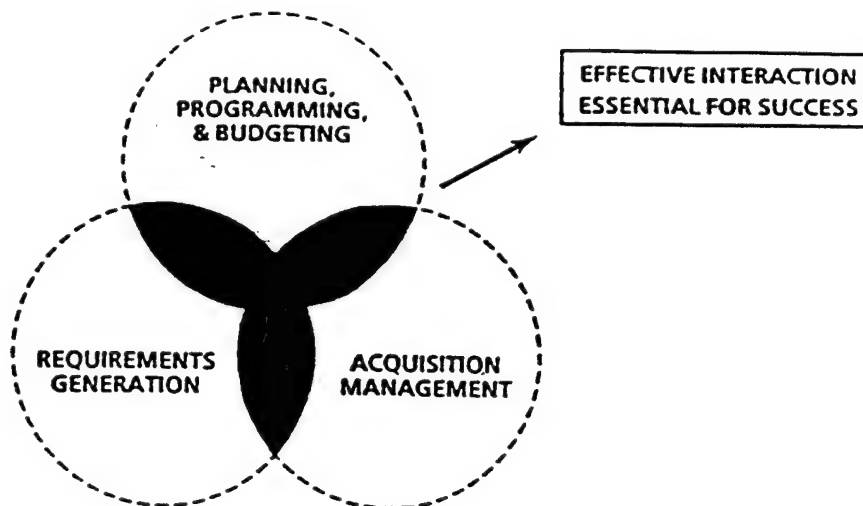 PLANNING,
PROGRAMMING,
& BUDGETING
EFFECTIVE INTERACTION
ESSENTIAL FOR SUCCESS
REQUIREMENTS
GENERATION
ACQUISITION
MANAGEMENT